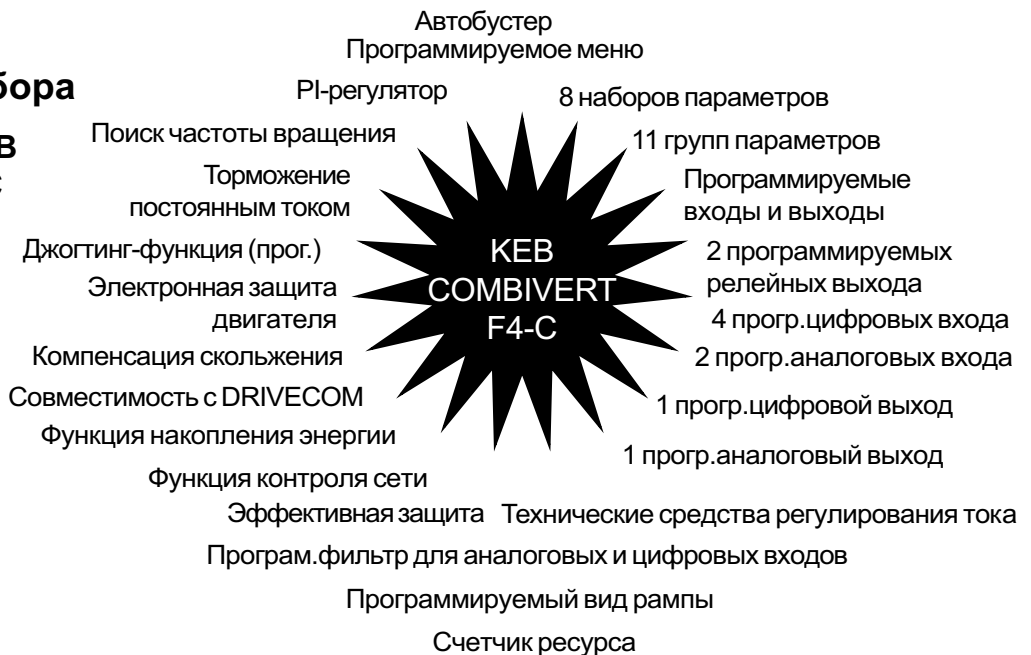 Автобустер
Программируемое меню
PI-регулятор
8 наборов параметров
Поиск частоты вращения
11 групп параметров
Торможение
постоянным током
Программируемые
входы и выходы
Джогтинг-функция (прог.)
2 программируемых
релейных выхода
KEB
COMBIVERT
F4-C
Электронная защита
двигателя
4 прогр.цифровых входа
Компенсация скольжения
2 прогр.аналоговых входа
Совместимость с DRIVECOM
1 прогр.цифровой выход
Функция накопления энергии
1 прогр.аналоговый выход
Функция контроля сети
Эффективная защита
Технические средства регулирования тока
Програм.фильтр для аналоговых и цифровых входов
Программируемый вид рампы
Счетчик ресурса